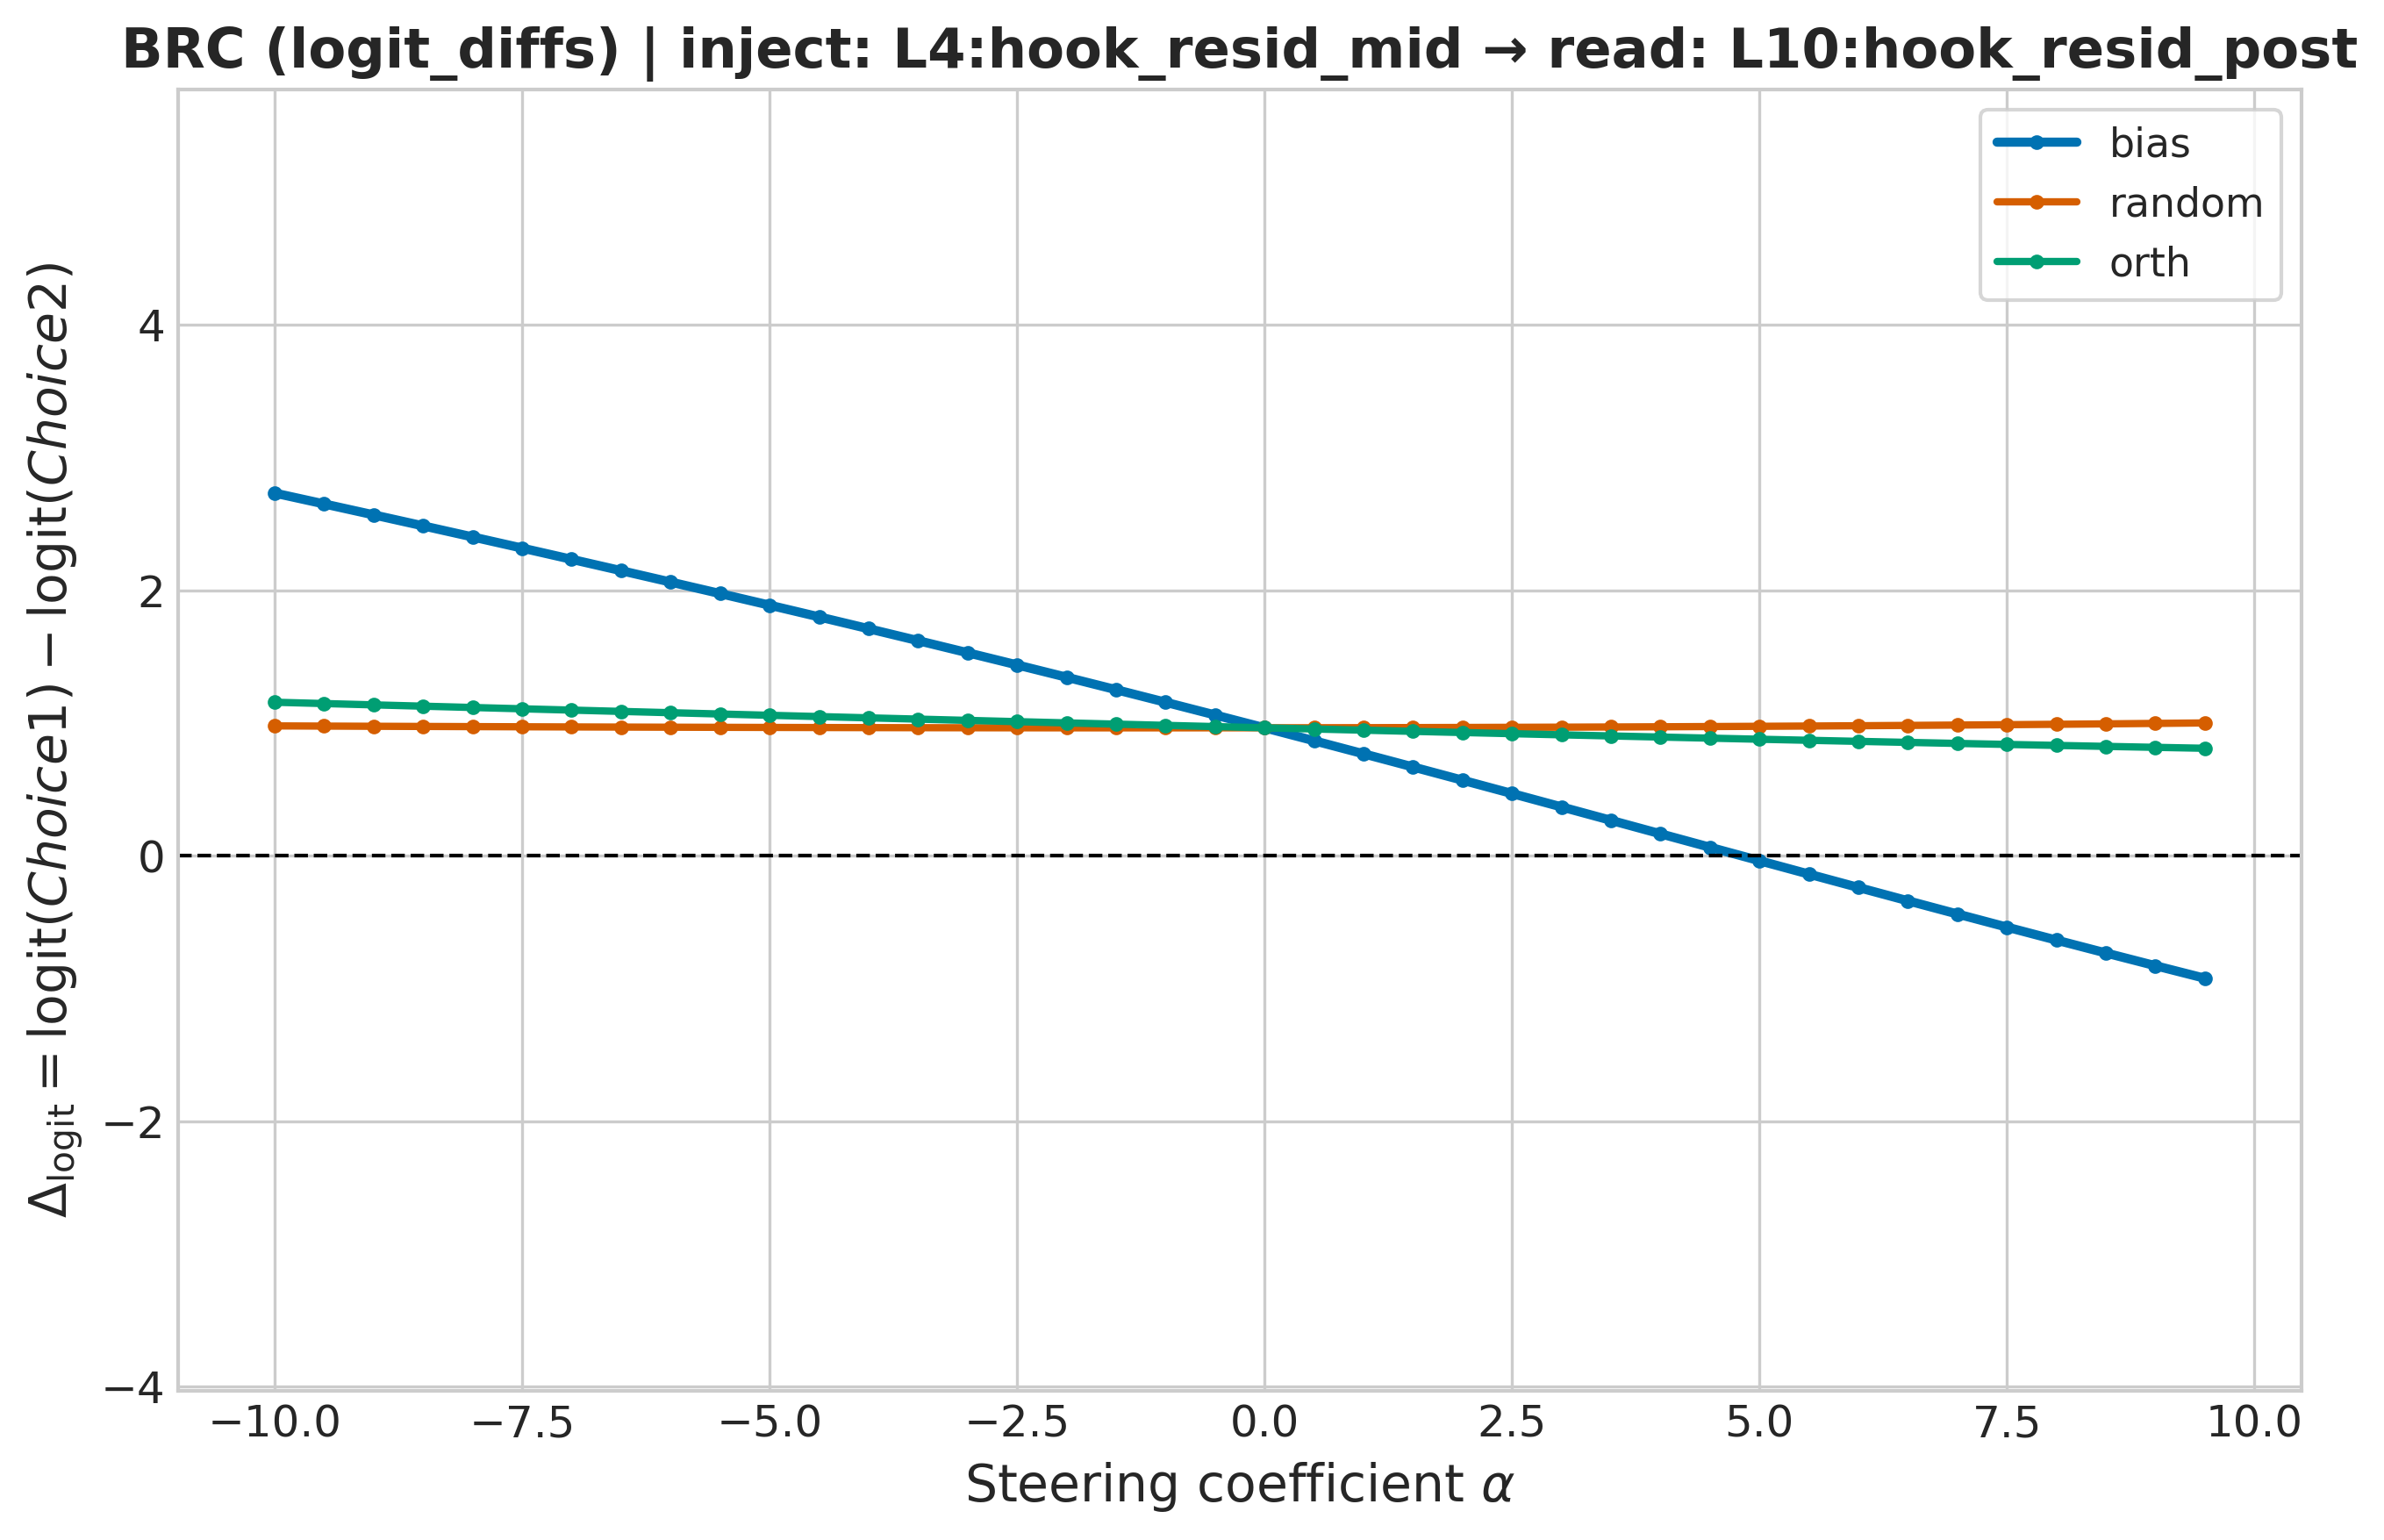 BRC (logit_diffs) | inject: L4:hook_resid_mid → read: L10:hook_resid_post
bias
random
orth
Δlogit = logit(Choice1) − logit(Choice2)
4
2
0
−2
−4
−10.0 −7.5 −5.0 −2.5 0.0 2.5 5.0 7.5 10.0
Steering coefficient α